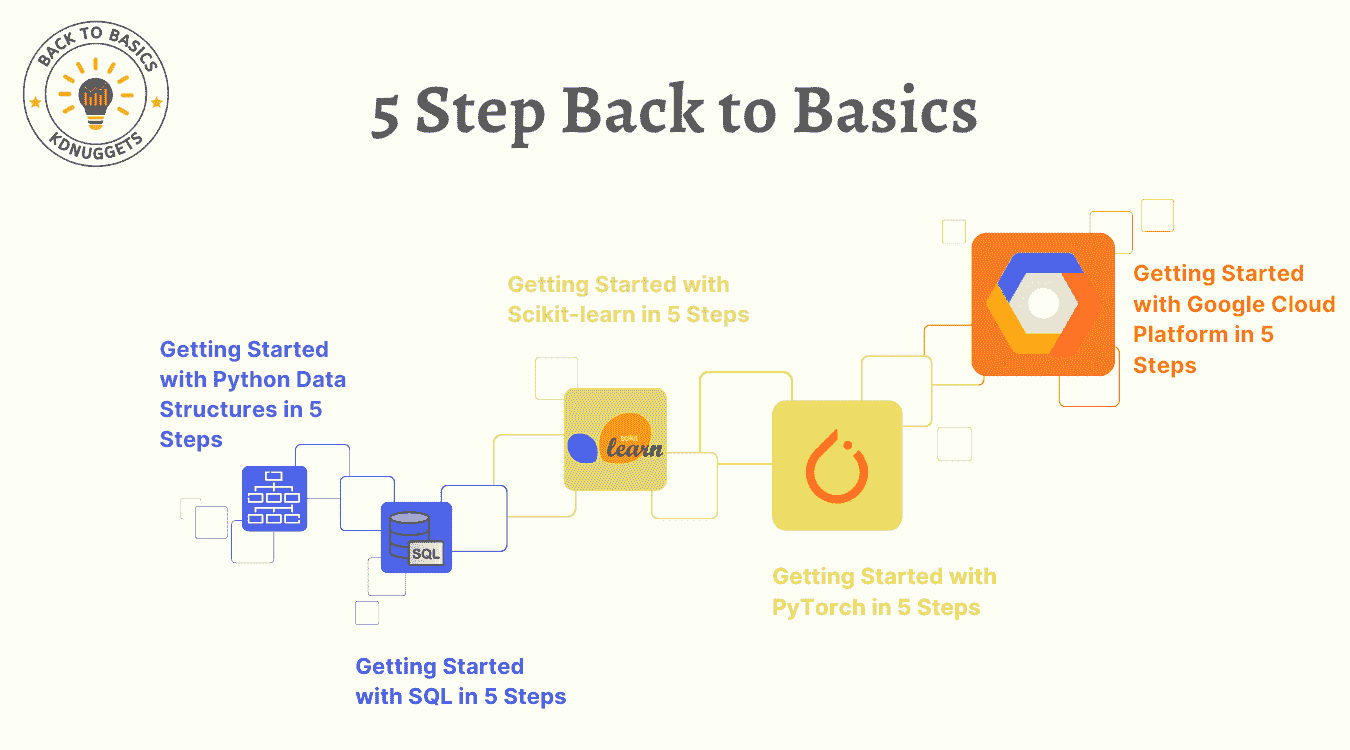 BACK TO BASICS
KDNUGGETS
5 Step Back to Basics
Getting Started
with Python Data
Structures in 5
Steps
SQL
Getting Started
with SQL in 5 Steps
Getting Started with
Scikit-learn in 5 Steps
scikit
learn
Getting Started with
PyTorch in 5 Steps
Getting Started
with Google Cloud
Platform in 5
Steps